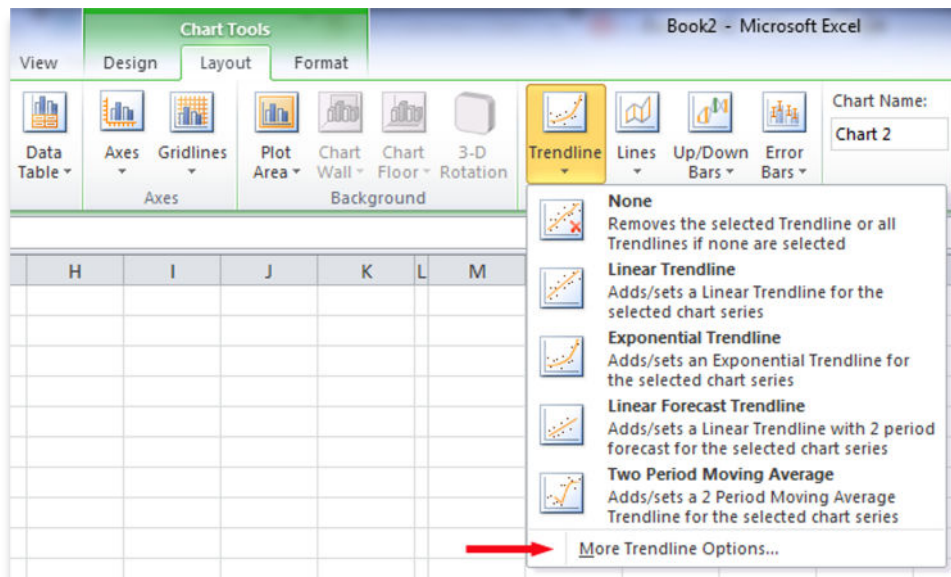 Chart Tools
Book2 - Microsoft Excel
View Design Layout Format
Data Table
Axes
Gridlines
Plot Area
Chart Wall
Chart Floor
3-D Rotation
Trendline
Lines
Up/Down Bars
Error Bars
Chart Name:
Chart 2
Axes
Background
None
Removes the selected Trendline or all
Trendlines if none are selected
Linear Trendline
Adds/sets a Linear Trendline for the
selected chart series
Exponential Trendline
Adds/sets an Exponential Trendline for
the selected chart series
Linear Forecast Trendline
Adds/sets a Linear Trendline with 2 period
forecast for the selected chart series
Two Period Moving Average
Adds/sets a 2 Period Moving Average
Trendline for the selected chart series
More Trendline Options...
H I J K L M